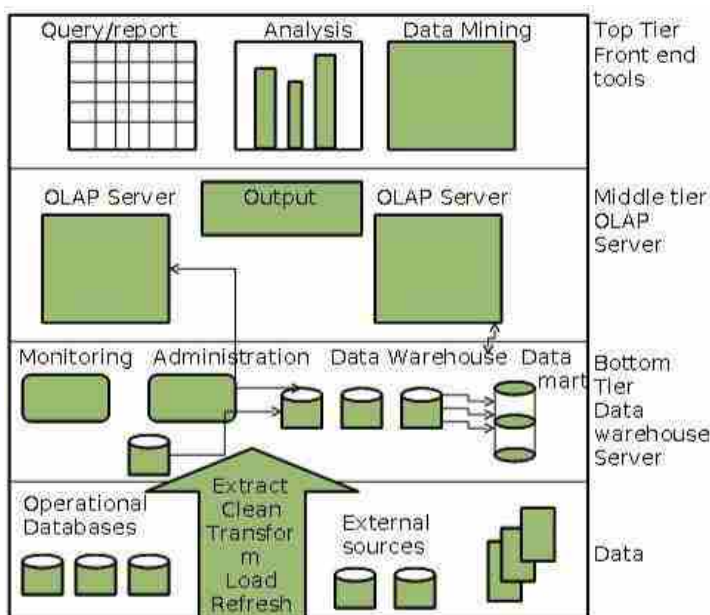 Query/report
Analysis
Data Mining
Top Tier
Front end
tools
OLAP Server
Output
OLAP Server
Middle tier
OLAP
Server
Monitoring
Administration
Data Warehouse
Data
mart
Bottom
Tier
Data
warehouse
Server
Operational
Databases
Extract
Clean
Transfor
m
Load
Refresh
External
sources
Data